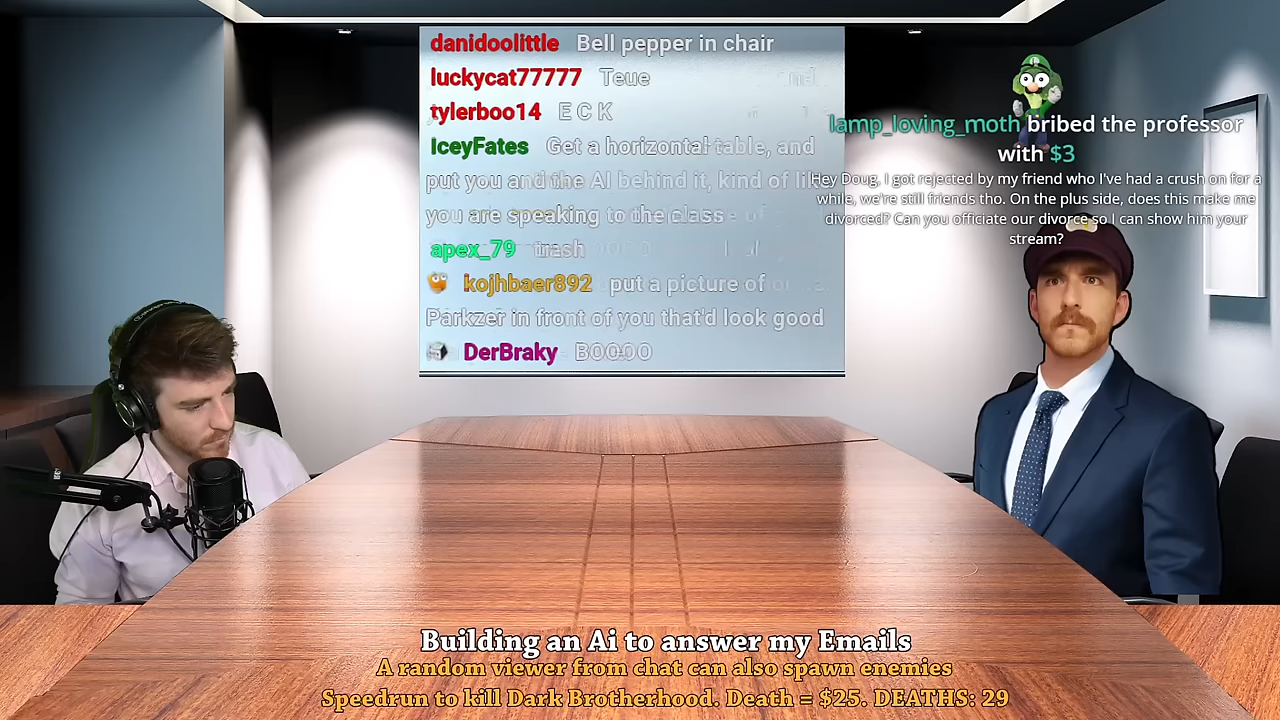 danidoolittle Bell pepper in chair
luckycat77777 Teue
tylerboo14 E C K
IceyFates Get a horizontal table, and
put you and the AI behind it, kind of like
you are speaking to the class
apex_79 trash
kojhbaer892 put a picture of
Parkzer in front of you that'd look good
DerBraky BOOOO
lamp_loving_moth bribed the professor
with $3
Hey Doug, I got rejected by my friend who I've had a crush on for a
while, we're still friends tho. On the plus side, does this make me
divorced? Can you officiate our divorce so I can show him your
stream?
Building an Ai to answer my Emails
A random viewer from chat can also spawn enemies
Speedrun to kill Dark Brotherhood. Death = $25. DEATHS: 29